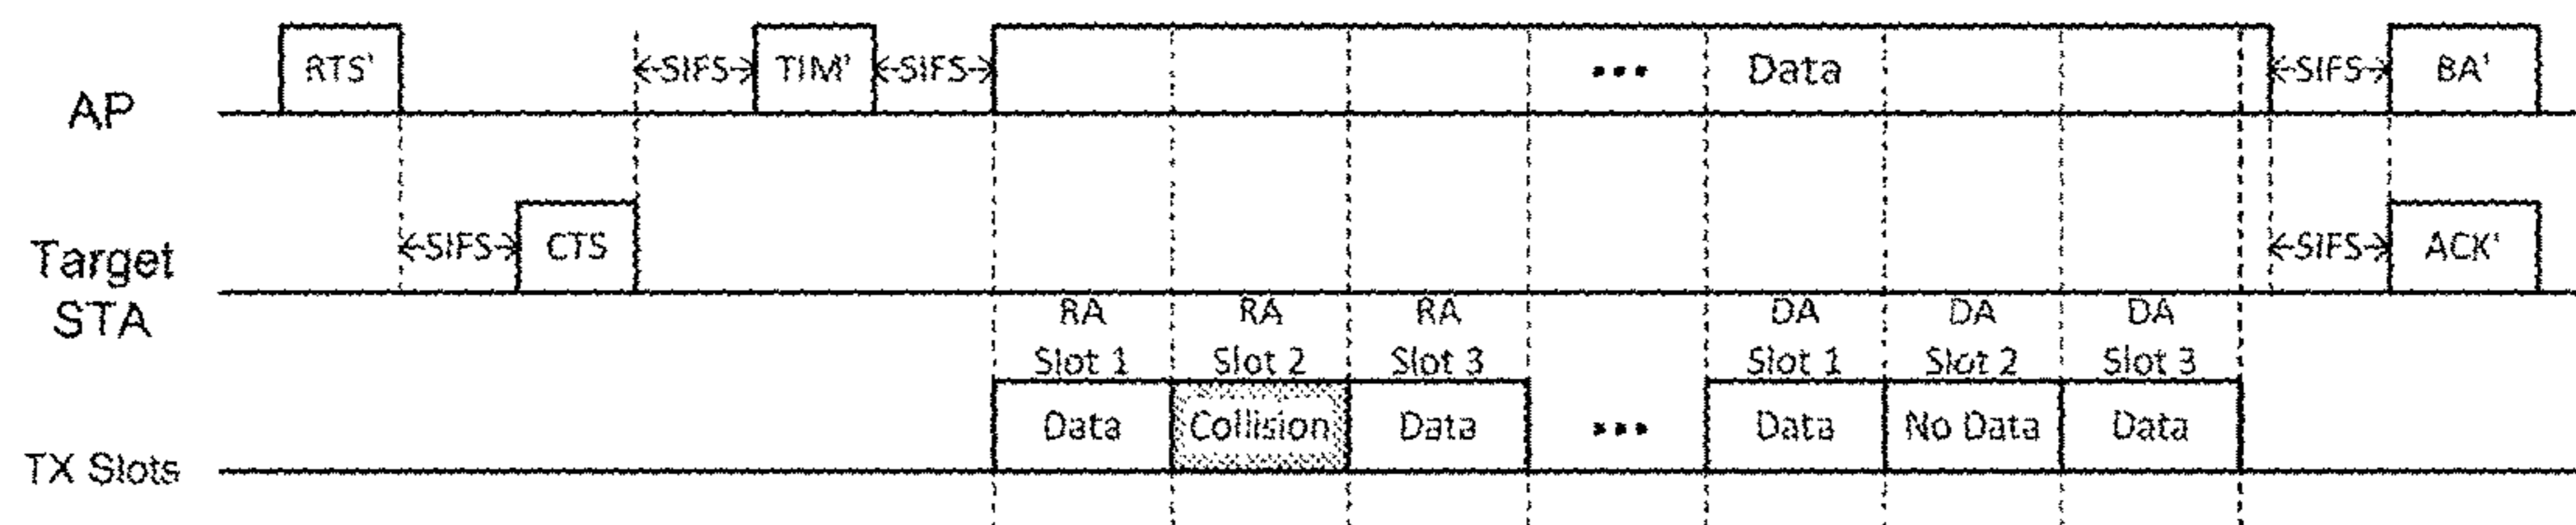 RTS' SIFS TIM' SIFS ••• Data SIFS BA'
AP
SIFS CTS SIFS ACK'
Target
STA
RA RA RA DA DA DA
Slot 1 Slot 2 Slot 3 Slot 1 Slot 2 Slot 3
Data Collision Data ••• Data No Data Data
TX Slots